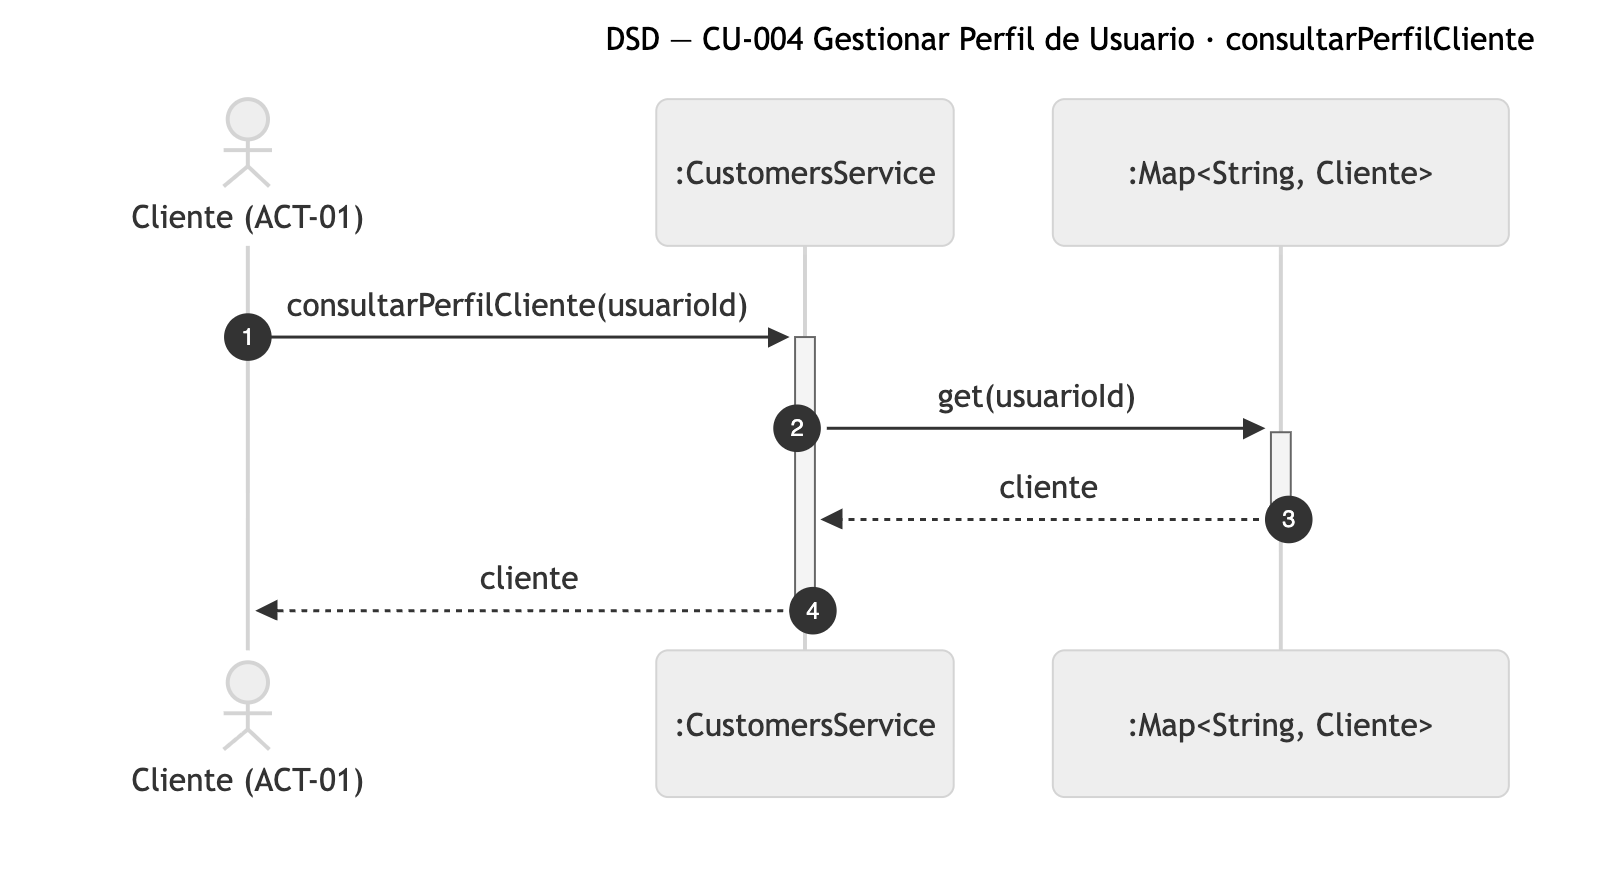 DSD — CU-004 Gestionar Perfil de Usuario · consultarPerfilCliente
Cliente (ACT-01)
:CustomersService
:Map<String, Cliente>
consultarPerfilCliente(usuarioId)
1
get(usuarioId)
2
cliente
3
cliente
4
Cliente (ACT-01)
:CustomersService
:Map<String, Cliente>